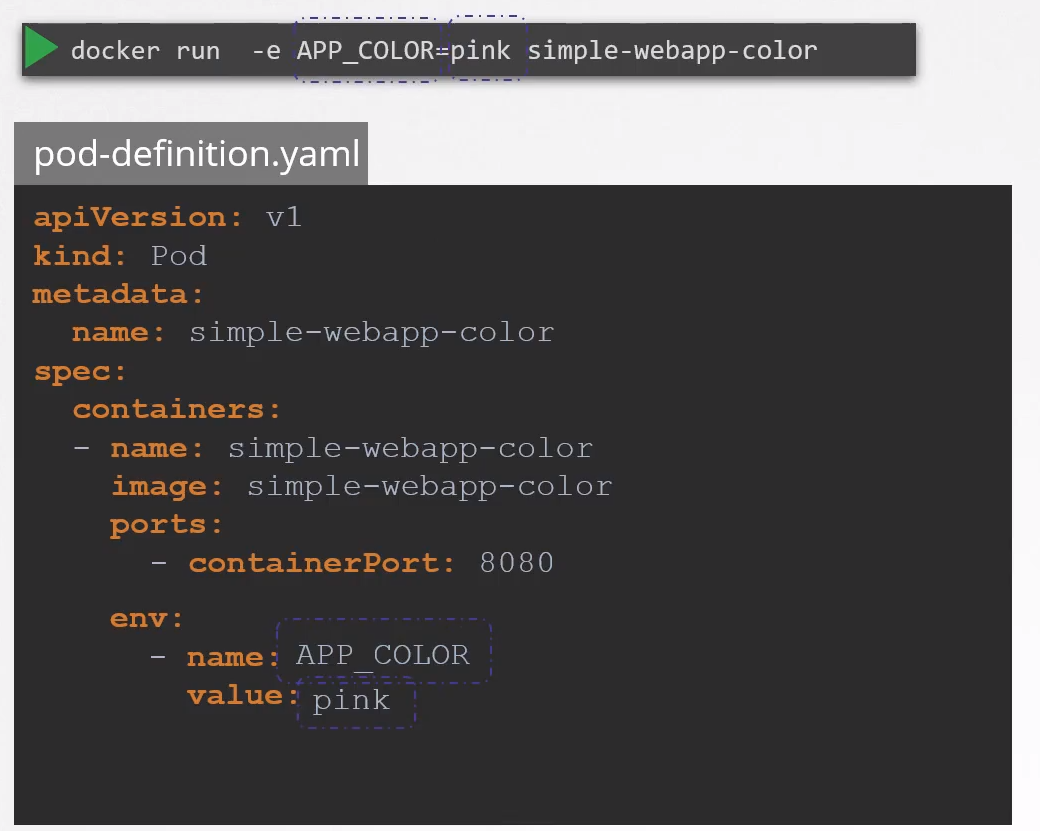 docker run -e APP_COLOR=pink simple-webapp-color
pod-definition.yaml
apiVersion: v1
kind: Pod
metadata:
  name: simple-webapp-color
spec:
  containers:
  - name: simple-webapp-color
    image: simple-webapp-color
    ports:
      - containerPort: 8080
    env:
      - name: APP_COLOR
        value: pink